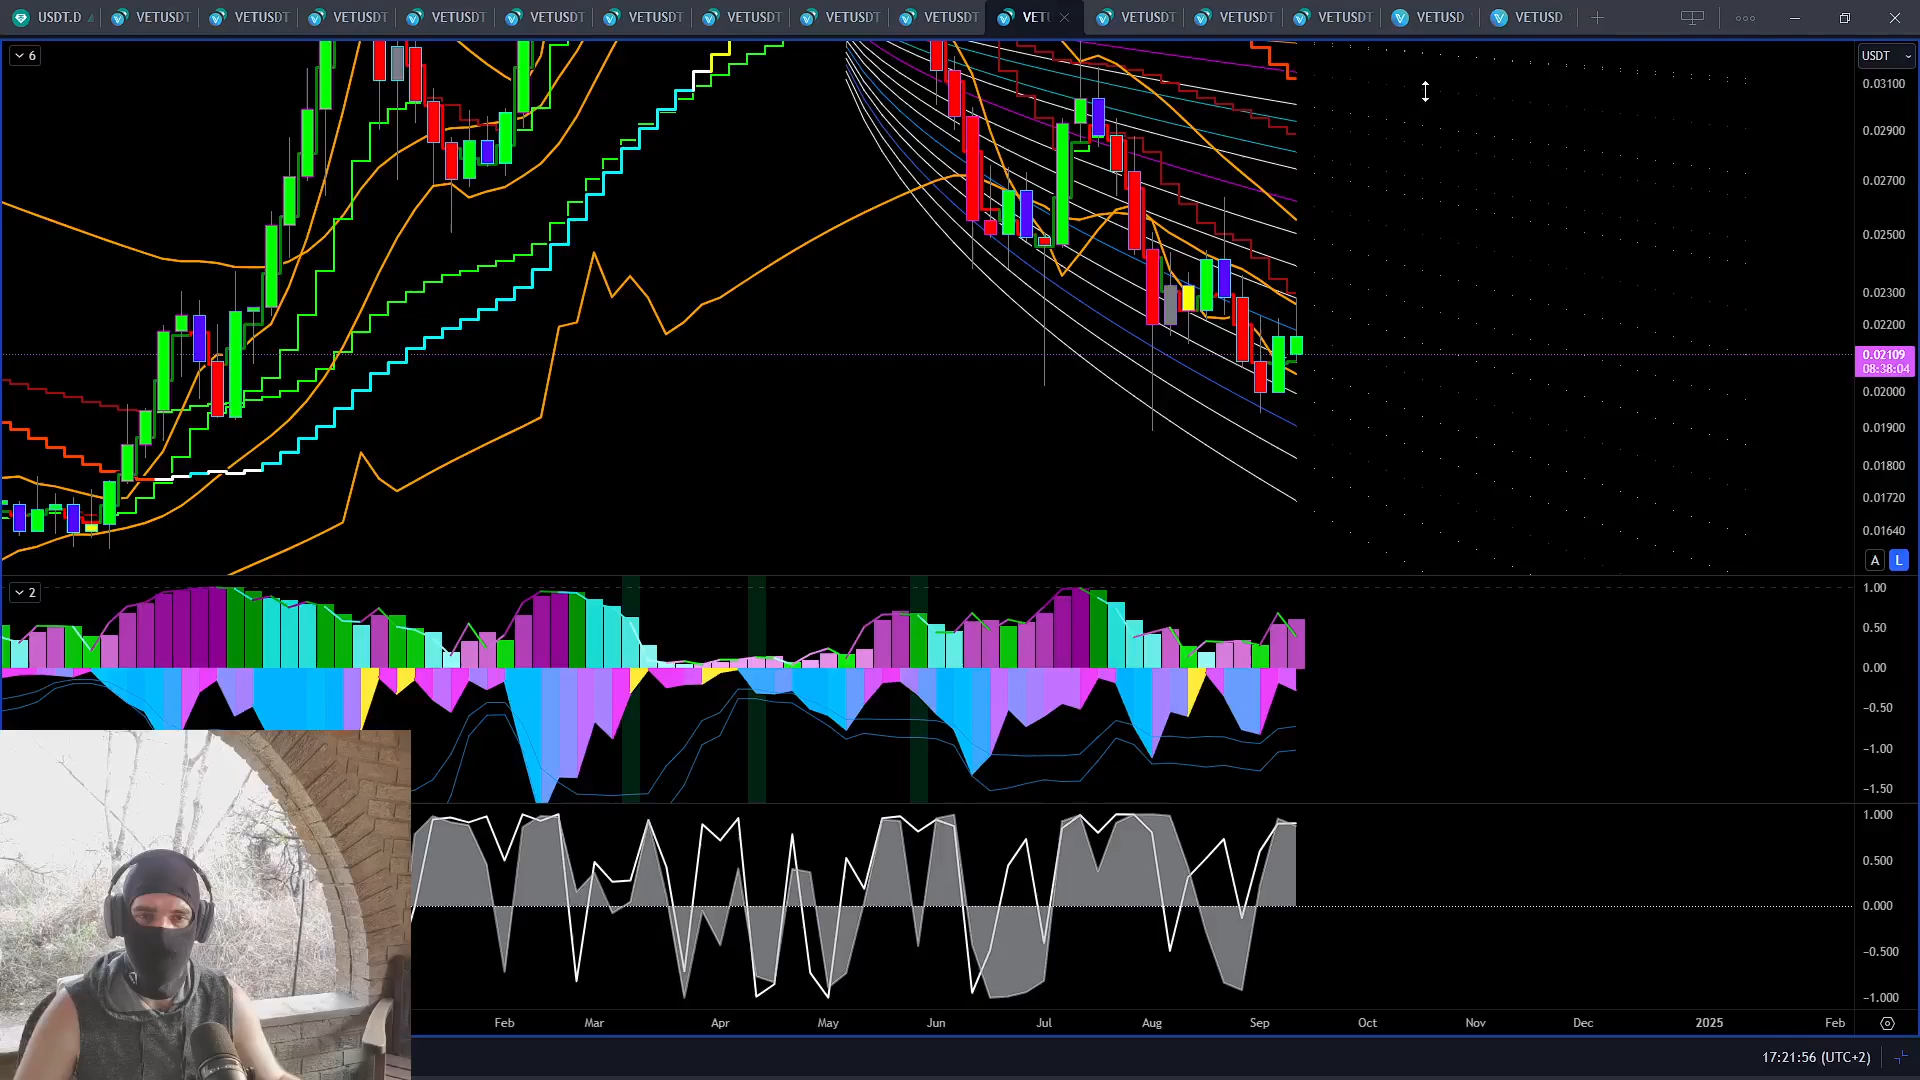 USDT.D
VETUSDT
VETUSDT
VETUSDT
VETUSDT
VETUSDT
VETUSDT
VETUSDT
VETUSDT
VETUSDT
VETU
VETUSDT
VETUSDT
VETUSDT
VETUSD
VETUSD
6
USDT
0.03100
0.02900
0.02700
0.02500
0.02300
0.02200
0.02109
08:38:04
0.02000
0.01900
0.01800
0.01720
0.01640
A L
2
1.00
0.50
0.00
−0.50
−1.00
−1.50
1.000
0.500
0.000
−0.500
−1.000
Feb Mar Apr May Jun Jul Aug Sep Oct Nov Dec 2025 Feb
17:21:56 (UTC+2)